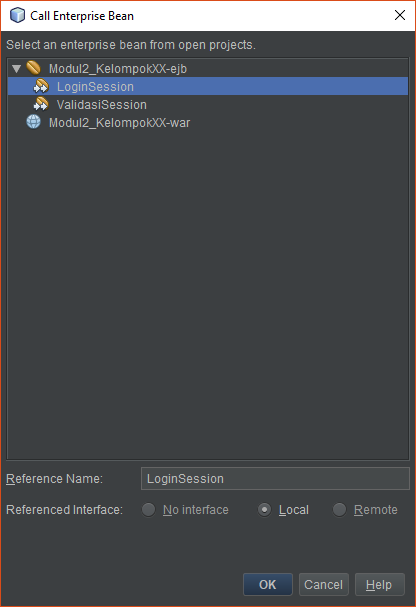 Call Enterprise Bean
Select an enterprise bean from open projects.
Modul2_KelompokXX-ejb
LoginSession
ValidasiSession
Modul2_KelompokXX-war
Reference Name: LoginSession
Referenced Interface: No interface Local Remote
OK Cancel Help